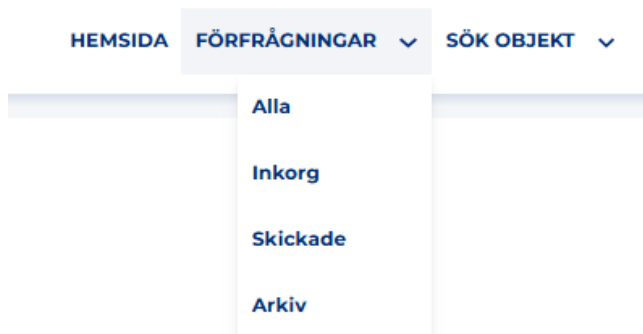 HEMSIDA FÖRFRÅGNINGAR SÖK OBJEKT
Alla
Inkorg
Skickade
Arkiv